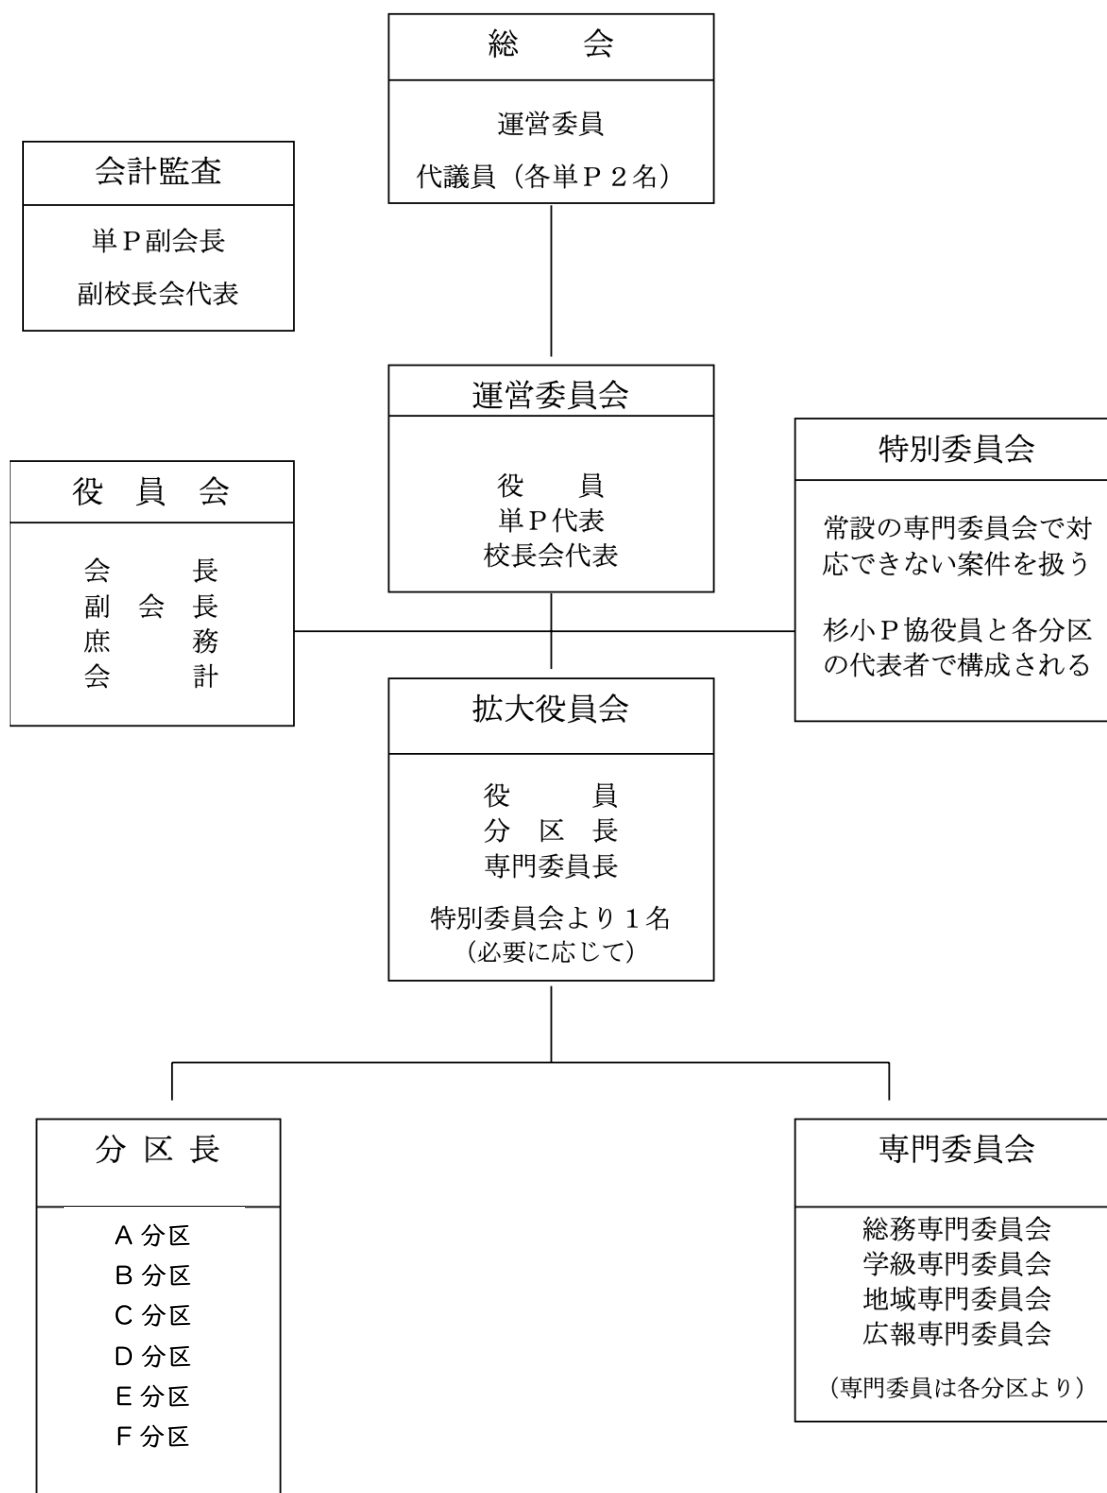 総　　会
運営委員
代議員（各単Ｐ２名）
会計監査
単Ｐ副会長
副校長会代表
運営委員会
役　　員
単Ｐ代表
校長会代表
役　員　会
会　　　長
副　会　長
庶　　　務
会　　　計
特別委員会
常設の専門委員会で対
応できない案件を扱う
杉小Ｐ協役員と各分区
の代表者で構成される
拡大役員会
役　　　員
分　区　長
専門委員長
特別委員会より１名
（必要に応じて）
分 区 長
A 分区
B 分区
C 分区
D 分区
E 分区
F 分区
専門委員会
総務専門委員会
学級専門委員会
地域専門委員会
広報専門委員会
（専門委員は各分区より）